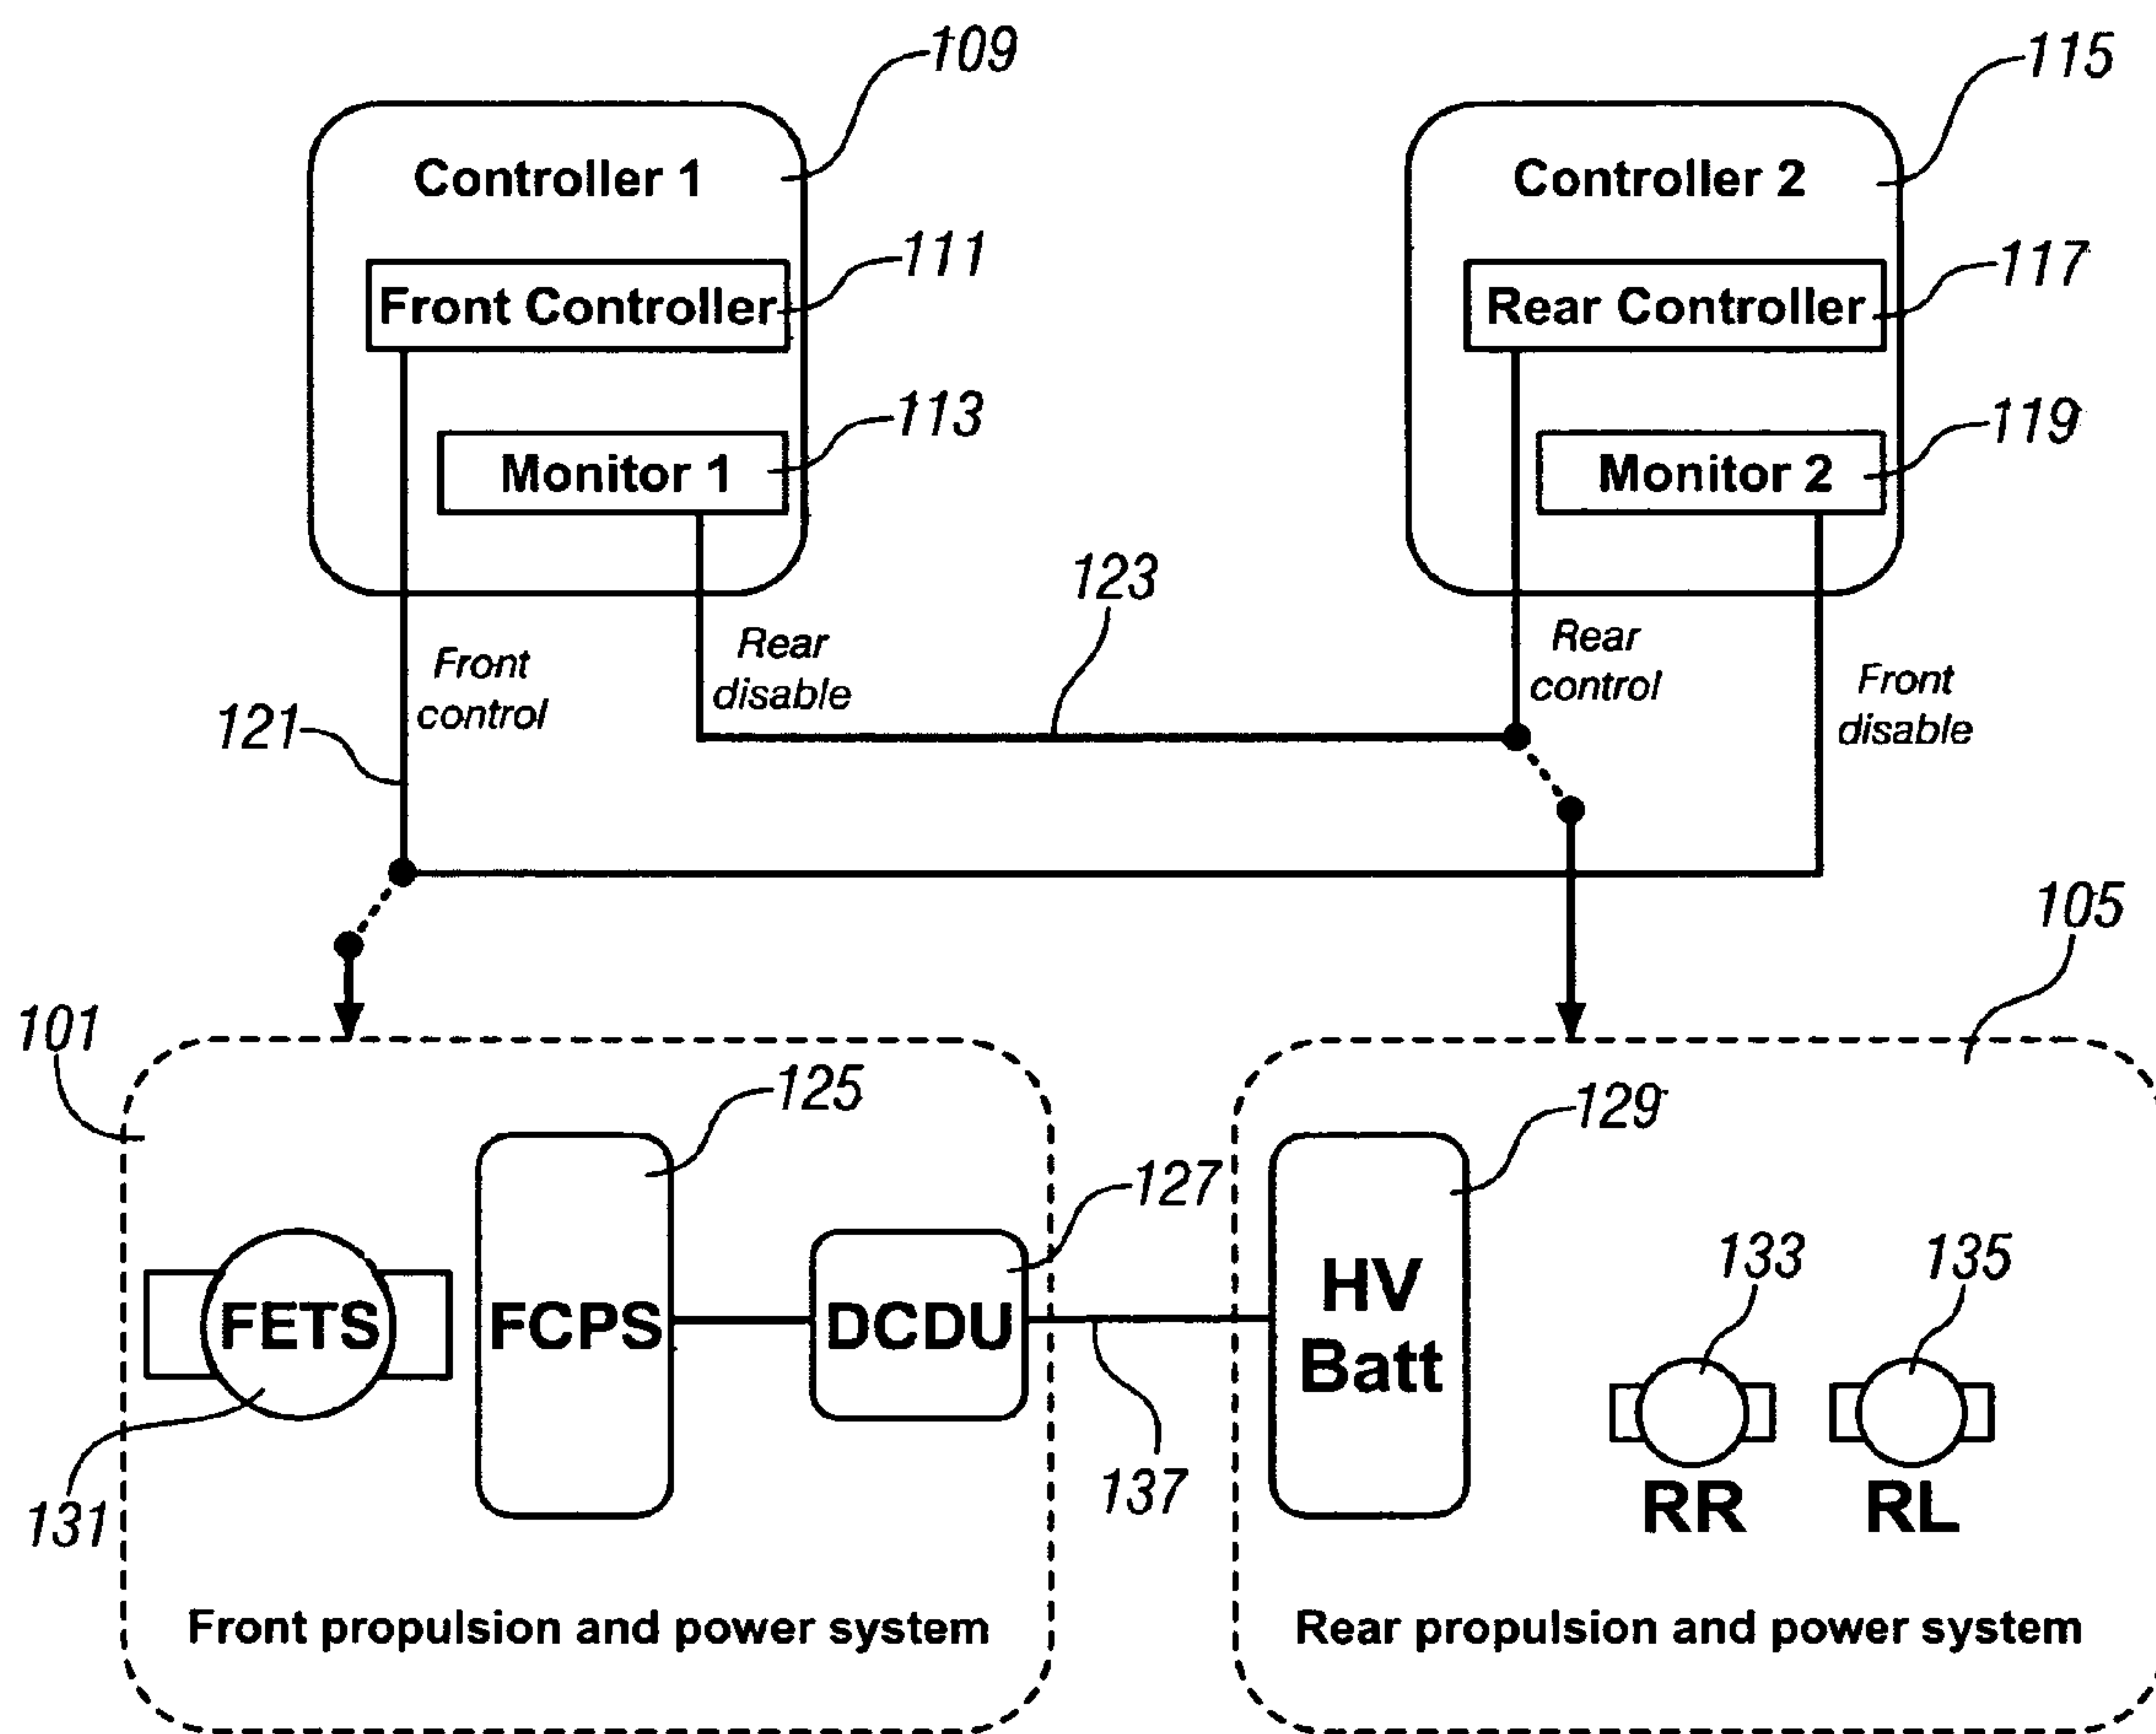 109
115
Controller 1
Controller 2
111
117
Front Controller
Rear Controller
113
119
Monitor 1
Monitor 2
123
Front
control
Rear
disable
Rear
control
Front
disable
121
105
101
125
129
127
133
135
FETS
FCPS
DCDU
HV
Batt
131
137
RR
RL
Front propulsion and power system
Rear propulsion and power system